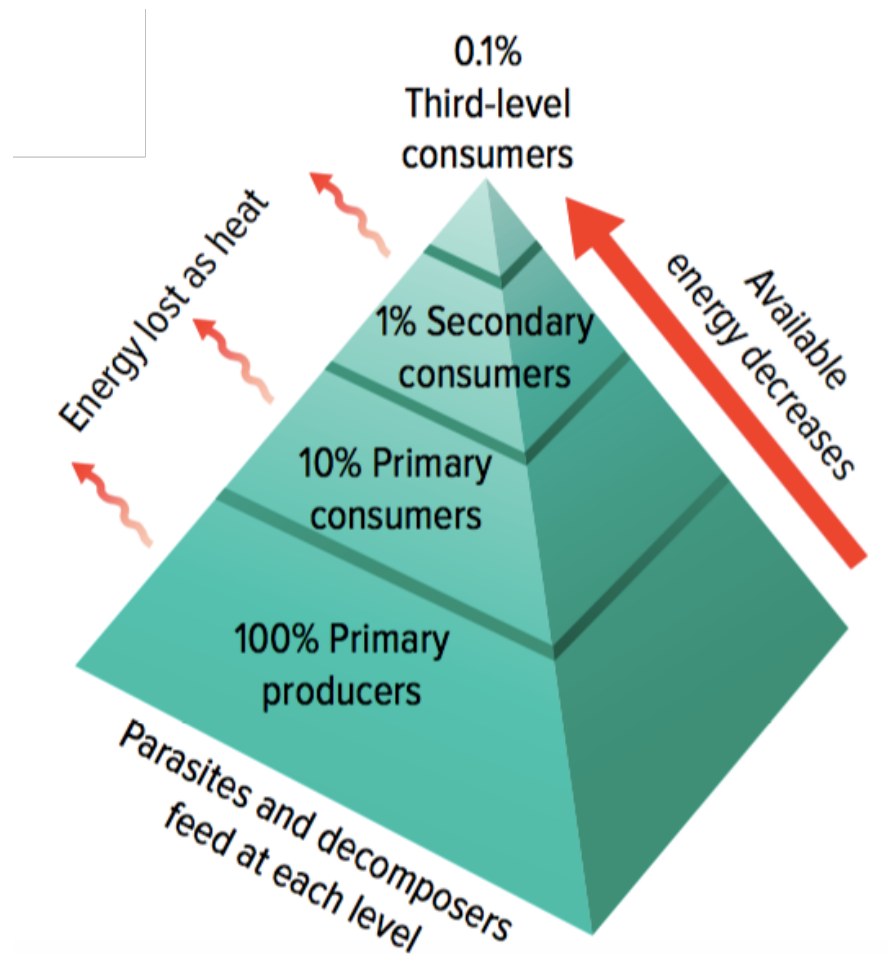 0.1%
Third-level
consumers
Energy lost as heat
Available
energy decreases
1% Secondary
consumers
10% Primary
consumers
100% Primary
producers
Parasites and decomposers
feed at each level